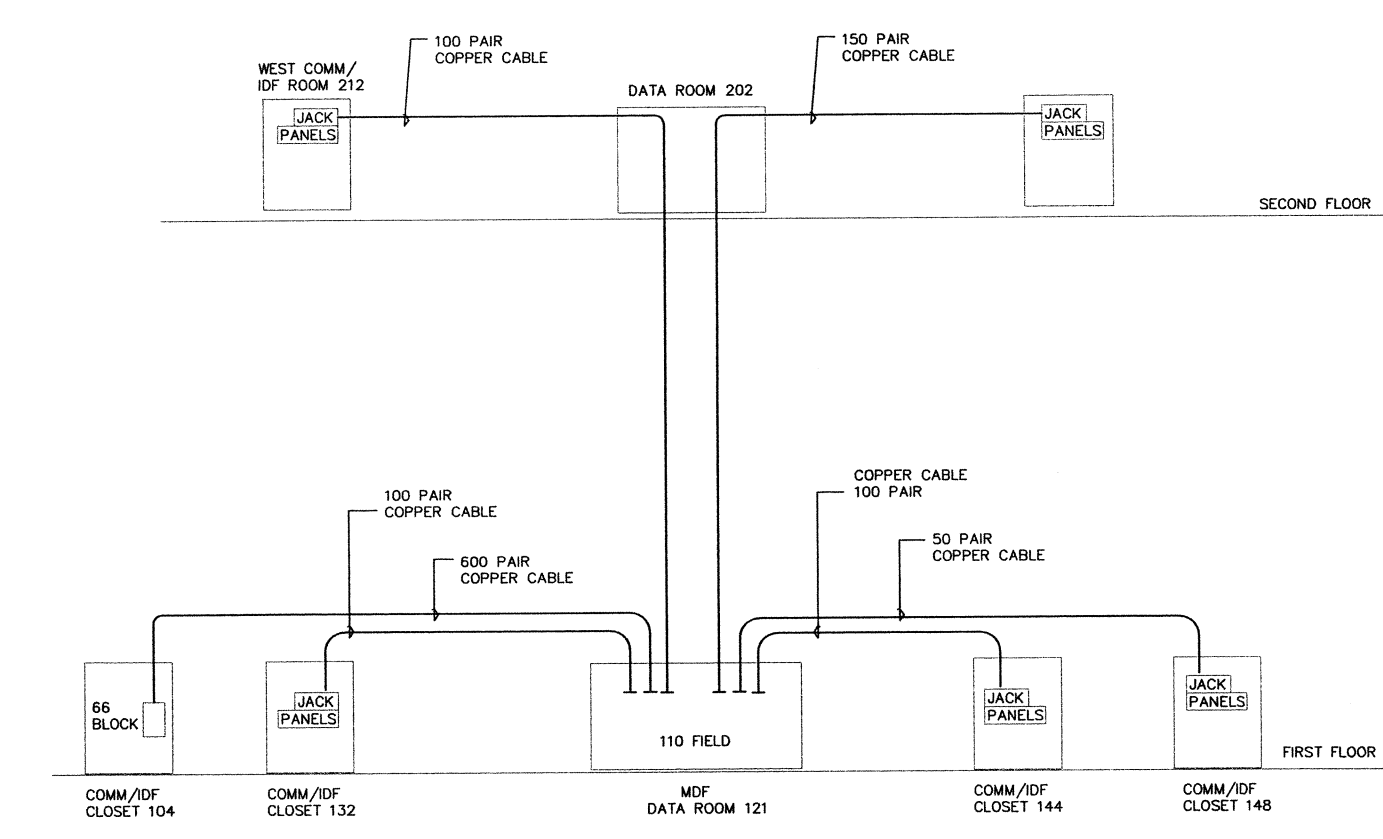 100 PAIR
COPPER CABLE
150 PAIR
COPPER CABLE
WEST COMM/
IDF ROOM 212
DATA ROOM 202
JACK
PANELS
JACK
PANELS
SECOND FLOOR
COPPER CABLE
100 PAIR
100 PAIR
COPPER CABLE
50 PAIR
COPPER CABLE
600 PAIR
COPPER CABLE
66
BLOCK
JACK
PANELS
110 FIELD
JACK
PANELS
JACK
PANELS
FIRST FLOOR
COMM/IDF
CLOSET 104
COMM/IDF
CLOSET 132
MDF
DATA ROOM 121
COMM/IDF
CLOSET 144
COMM/IDF
CLOSET 148